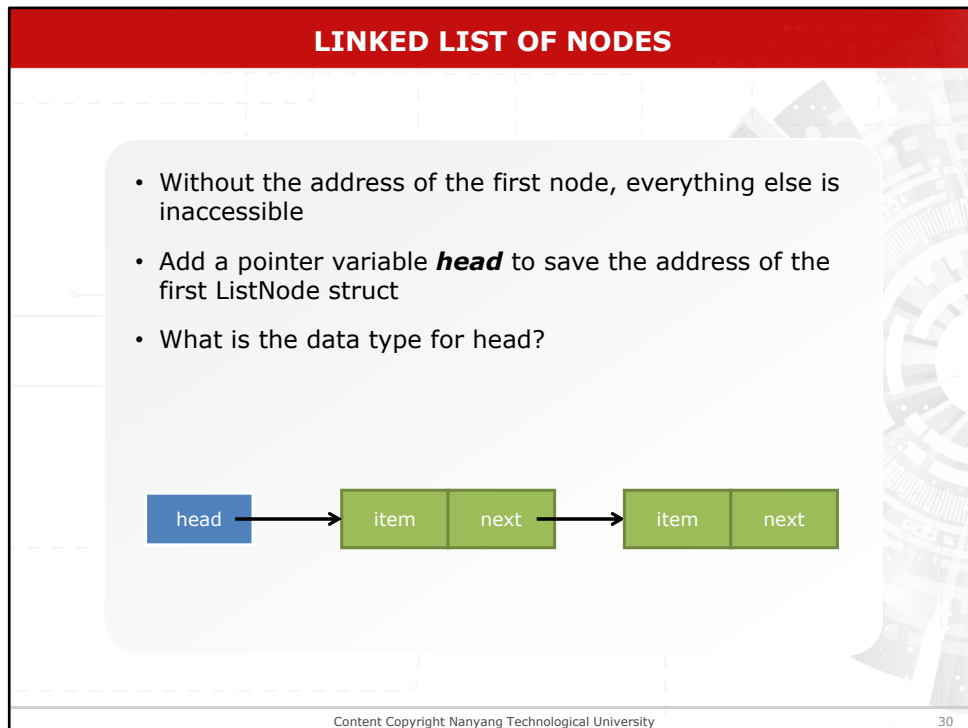 LINKED LIST OF NODES
• Without the address of the first node, everything else is
inaccessible
• Add a pointer variable head to save the address of the
first ListNode struct
• What is the data type for head?
head item next item next
Content Copyright Nanyang Technological University 30